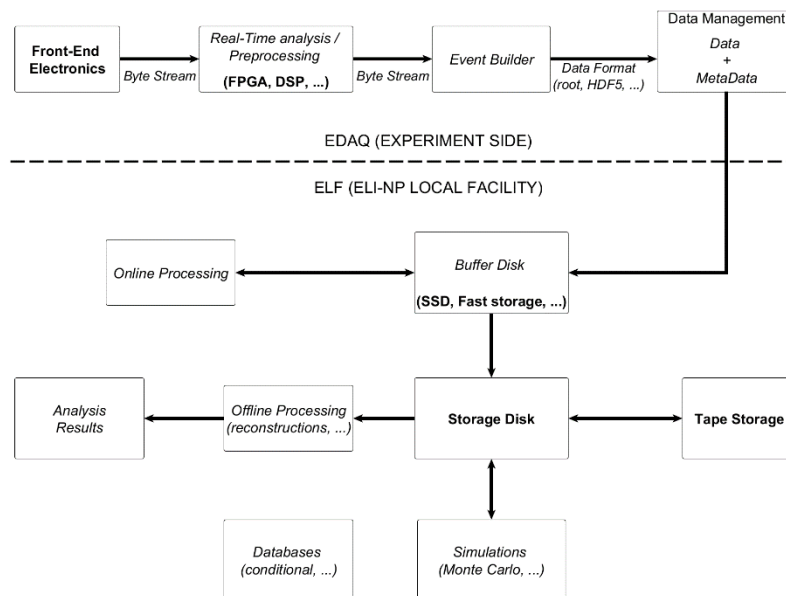 Front-End
Electronics
Byte Stream
Real-Time analysis /
Preprocessing
(FPGA, DSP, ...)
Byte Stream
Event Builder
Data Format
(root, HDF5, ...)
Data Management
Data
+
MetaData
EDAQ (EXPERIMENT SIDE)
ELF (ELI-NP LOCAL FACILITY)
Online Processing
Buffer Disk
(SSD, Fast storage, ...)
Analysis
Results
Offline Processing
(reconstructions, ...)
Storage Disk
Tape Storage
Databases
(conditional, ...)
Simulations
(Monte Carlo, ...)